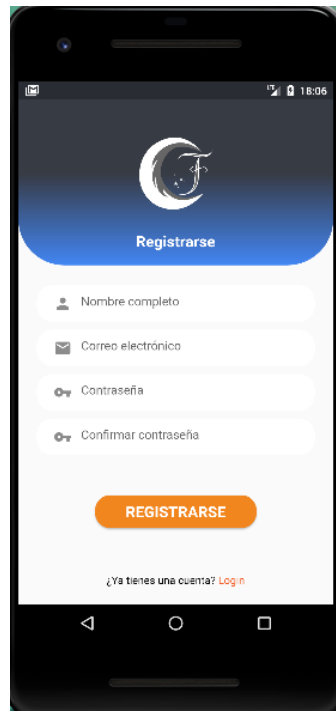 18:06
F
Registrarse
Nombre completo
Correo electrónico
Contraseña
Confirmar contraseña
REGISTRARSE
¿Ya tienes una cuenta? Login